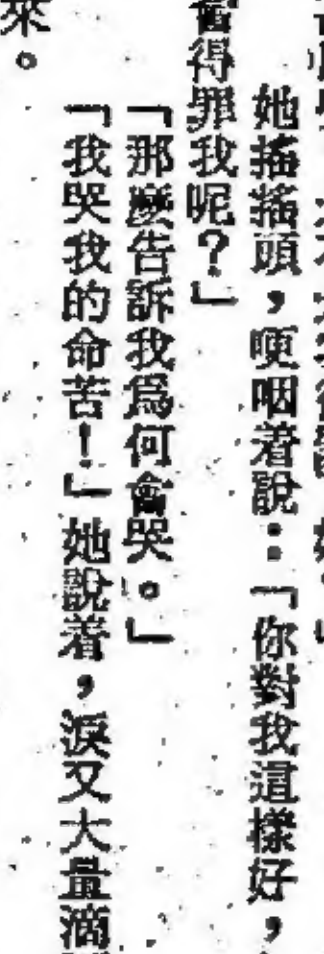 她搖搖頭，哽咽着說：「你對我這樣好，
得罪我呢？」
「那麼告訴我爲何會哭。」
「我哭我的命苦！」她說着，淚又大量滴
來。